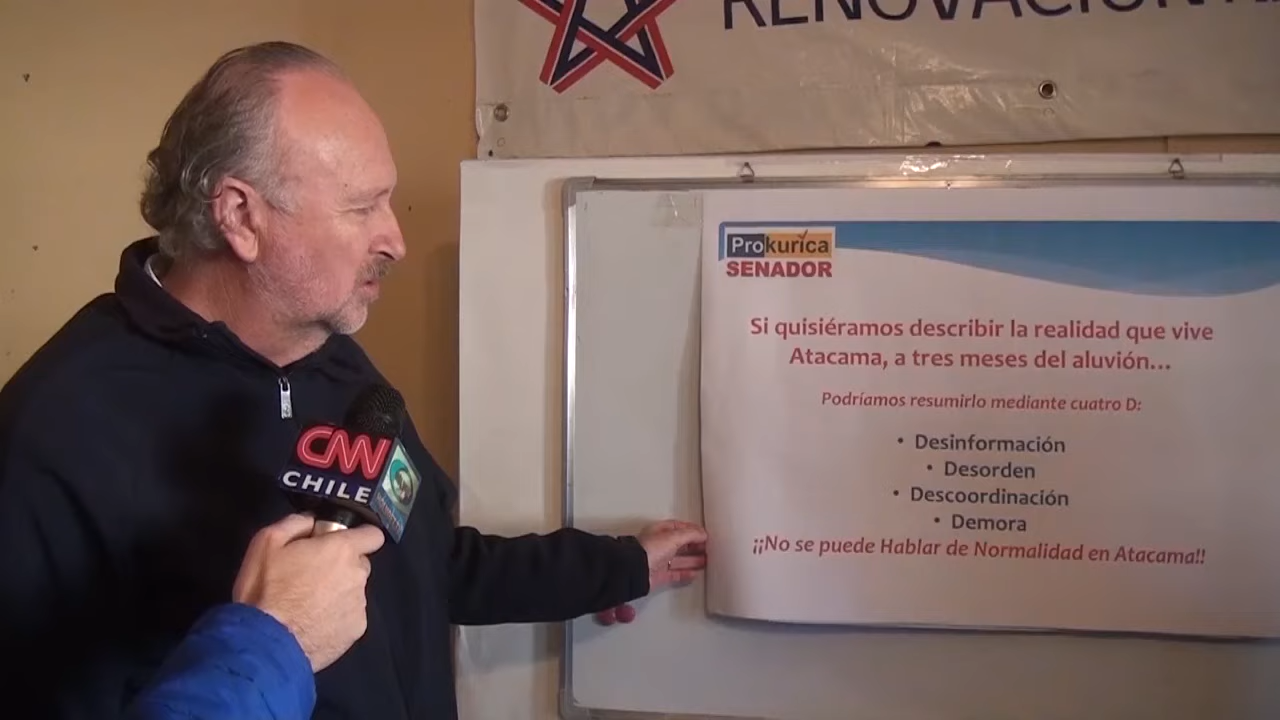 RENOVACIÓN
Prokurica
SENADOR
Si quisiéramos describir la realidad que vive
Atacama, a tres meses del aluvión...
Podríamos resumirlo mediante cuatro D:
• Desinformación
• Desorden
• Descoordinación
• Demora
¡¡No se puede Hablar de Normalidad en Atacama!!
CNN
CHILE